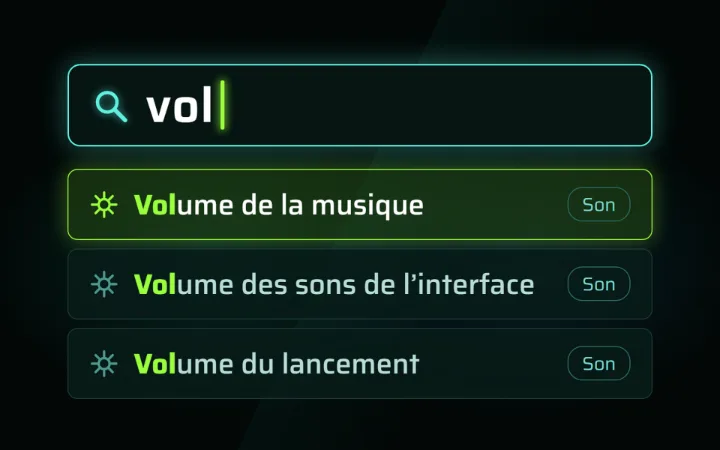 vol
Volume de la musique Son
Volume des sons de l’interface Son
Volume du lancement Son